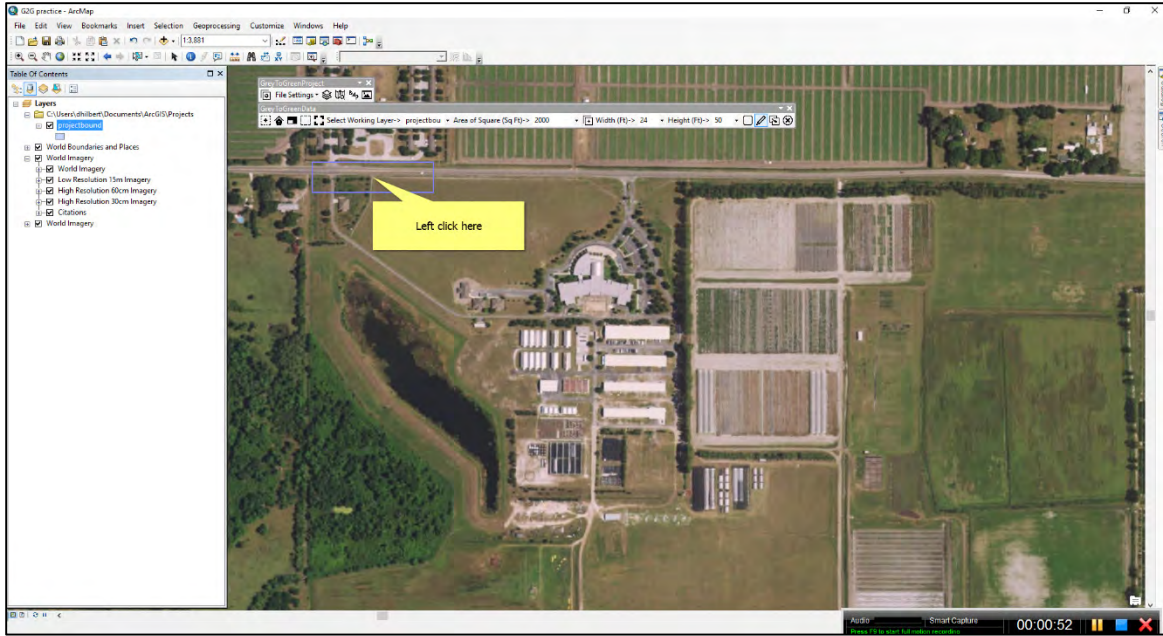 G2G practice - ArcMap
File Edit View Bookmarks Insert Selection Geoprocessing Customize Windows Help
1:3,881
Table Of Contents
Layers
C:\Users\dhilbert\Documents\ArcGIS\Projects
projectbound
World Boundaries and Places
World Imagery
World Imagery
Low Resolution 15m Imagery
High Resolution 60cm Imagery
High Resolution 30cm Imagery
Citations
World Imagery
GreyToGreenProject
File Settings
GreyToGreenData
Select Working Layer-> projectbou Area of Square (Sq Ft)-> 2000 Width (Ft)-> 24 Height (Ft)-> 50
Left click here
Audio Smart Capture
Press F9 to start full motion recording
00:00:52